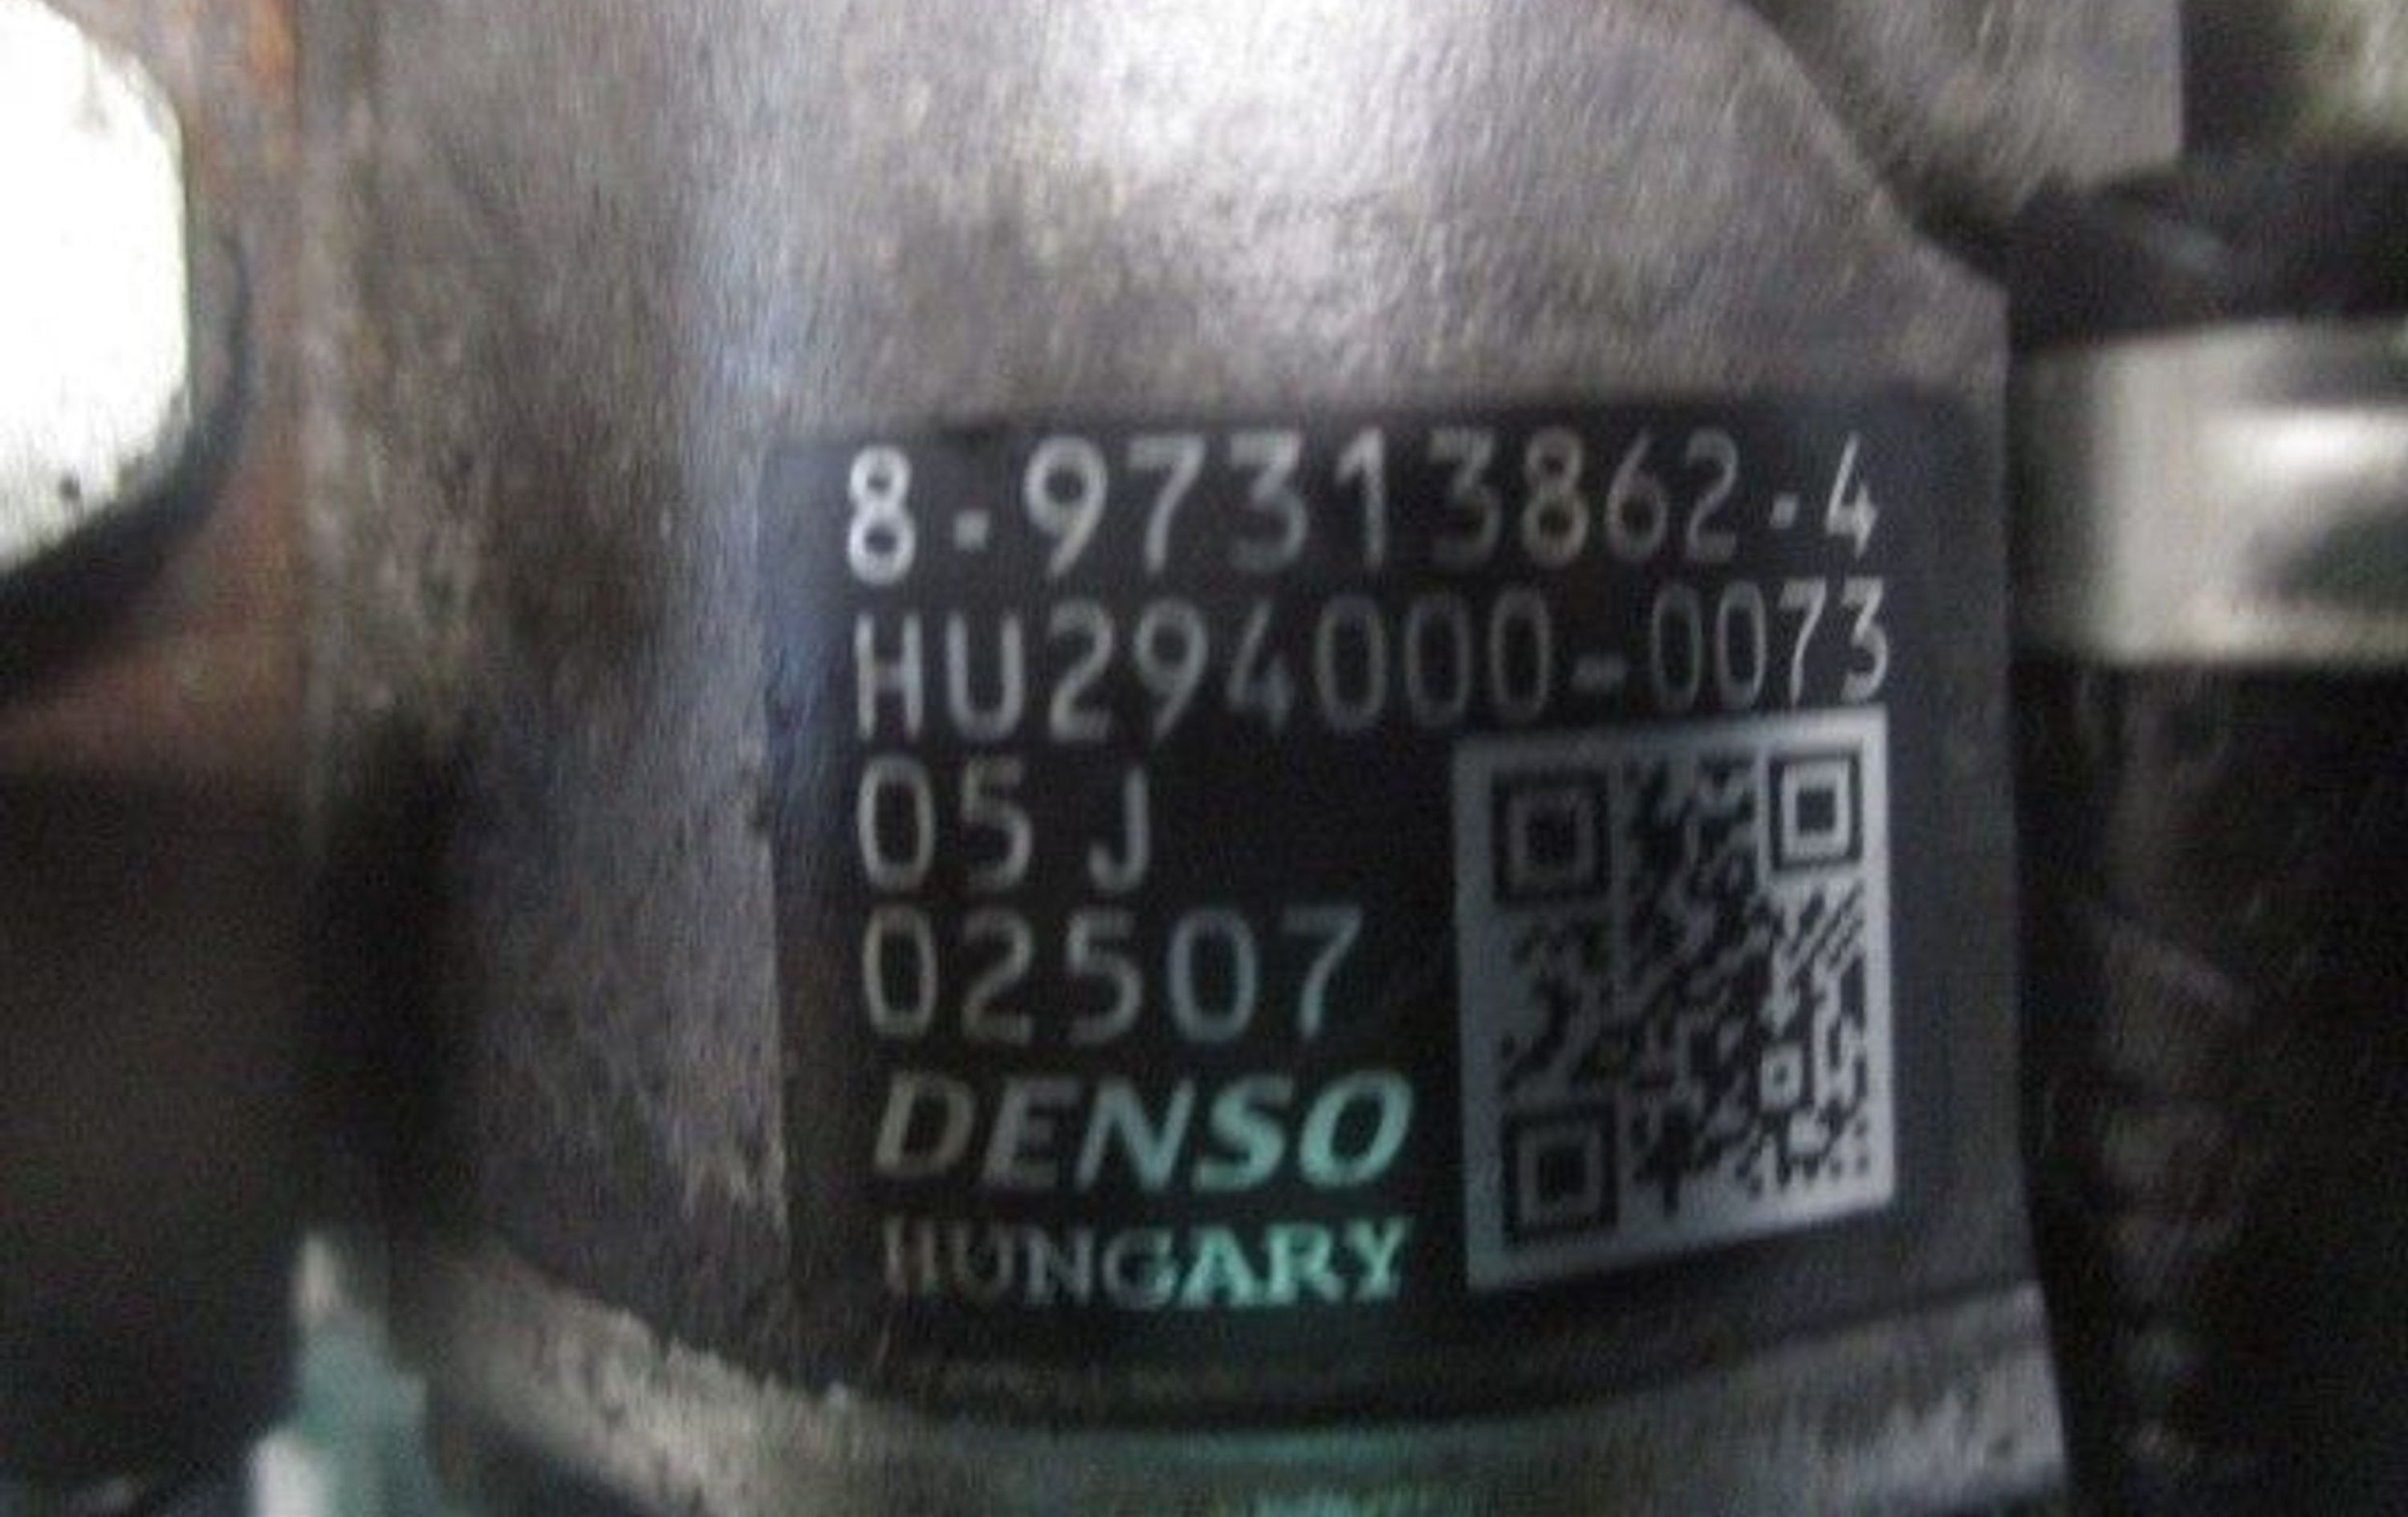 8-97313862-4
HU294000-0073
05 J
02507
DENSO
HUNGARY